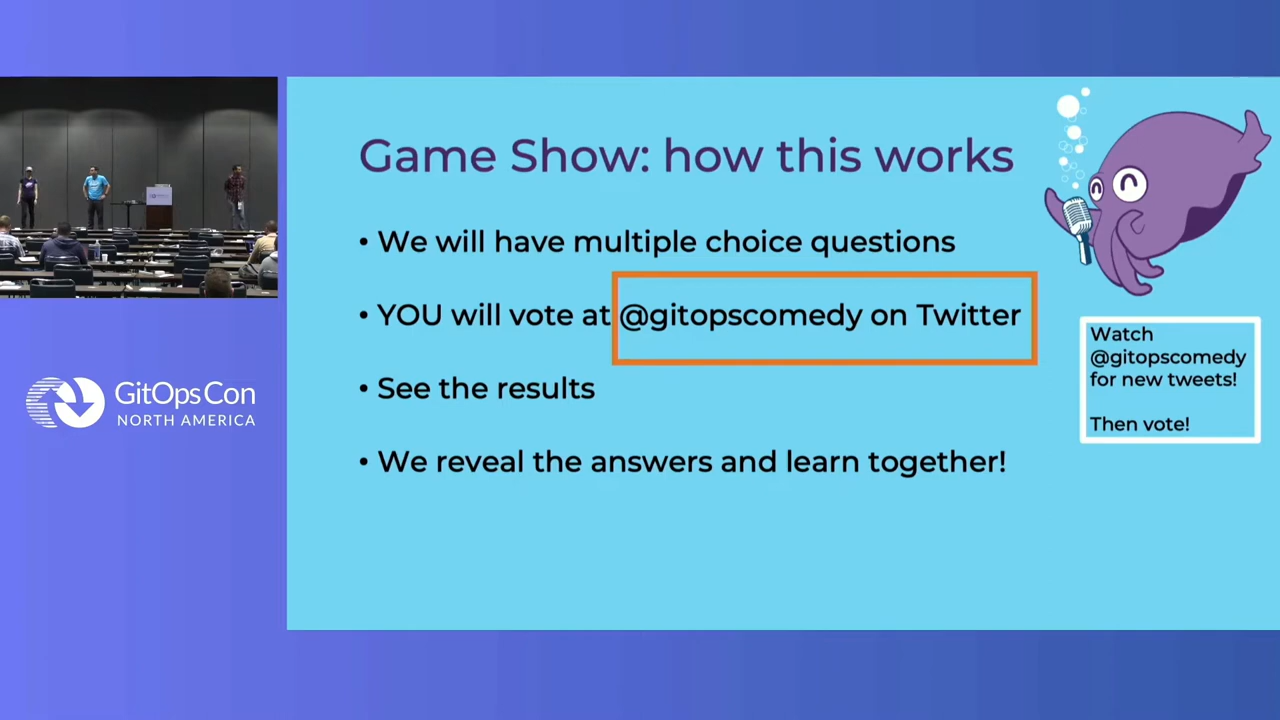 Game Show: how this works
• We will have multiple choice questions
• YOU will vote at @gitopscomedy on Twitter
• See the results
• We reveal the answers and learn together!
Watch
@gitopscomedy
for new tweets!
Then vote!
GitOpsCon
NORTH AMERICA